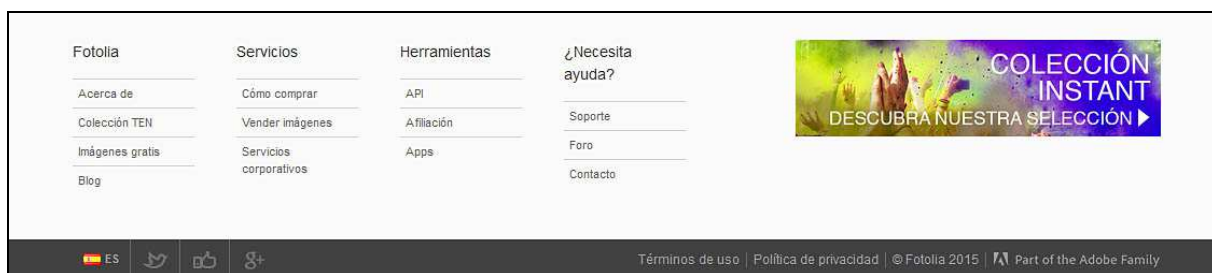 Fotolia
Acerca de
Colección TEN
Imágenes gratis
Blog
Servicios
Cómo comprar
Vender imágenes
Servicios
corporativos
Herramientas
API
Afiliación
Apps
¿Necesita
ayuda?
Soporte
Foro
Contacto
COLECCIÓN
INSTANT
DESCUBRA NUESTRA SELECCIÓN
ES
g+
Términos de uso | Política de privacidad | © Fotolia 2015 | Part of the Adobe Family